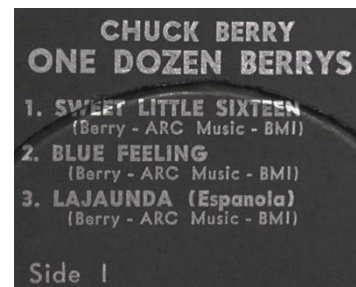 CHUCK BERRY
ONE DOZEN BERRYS
1. SWEET LITTLE SIXTEEN
(Berry - ARC Music - BMI)
2. BLUE FEELING
(Berry - ARC Music - BMI)
3. LAJAUNDA (Espanola)
(Berry - ARC Music - BMI)
Side 1